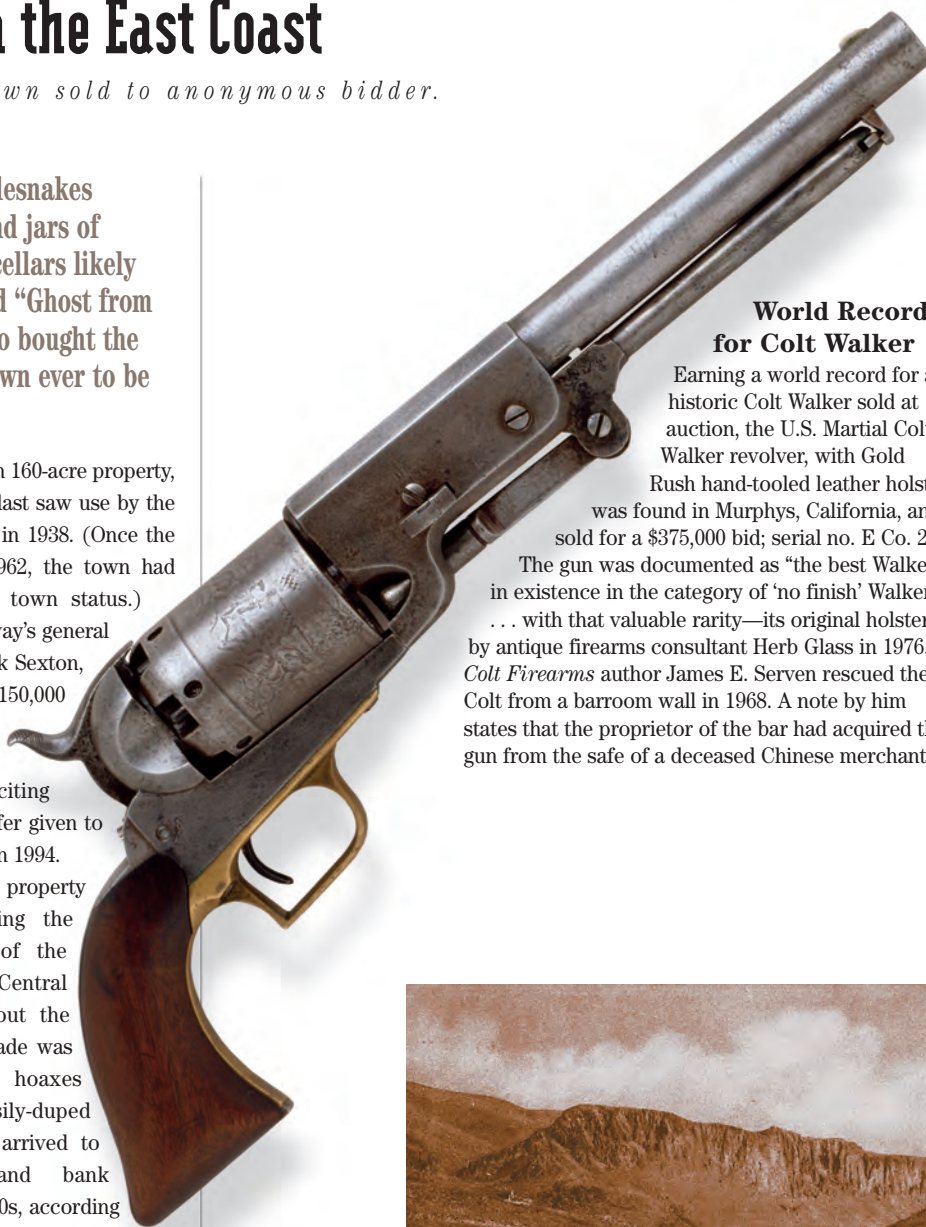 the East Coast
wn sold to anonymous bidder.
lesnakes
d jars of
cellars likely
d “Ghost from
o bought the
wn ever to be
n 160-acre property,
last saw use by the
in 1938. (Once the
962, the town had
town status.)
way’s general
k Sexton,
150,000
citing
fer given to
n 1994.
property
ing the
of the
Central
out the
ade was
hoaxes
sily-duped
arrived to
and bank
0s, according
World Record
for Colt Walker
Earning a world record for a
historic Colt Walker sold at
auction, the U.S. Martial Col
Walker revolver, with Gold
Rush hand-tooled leather holst
was found in Murphys, California, an
sold for a $375,000 bid; serial no. E Co. 2
The gun was documented as “the best Walke
in existence in the category of ‘no finish’ Walker
. . . with that valuable rarity—its original holster
by antique firearms consultant Herb Glass in 1976.
Colt Firearms author James E. Serven rescued the
Colt from a barroom wall in 1968. A note by him
states that the proprietor of the bar had acquired th
gun from the safe of a deceased Chinese merchant